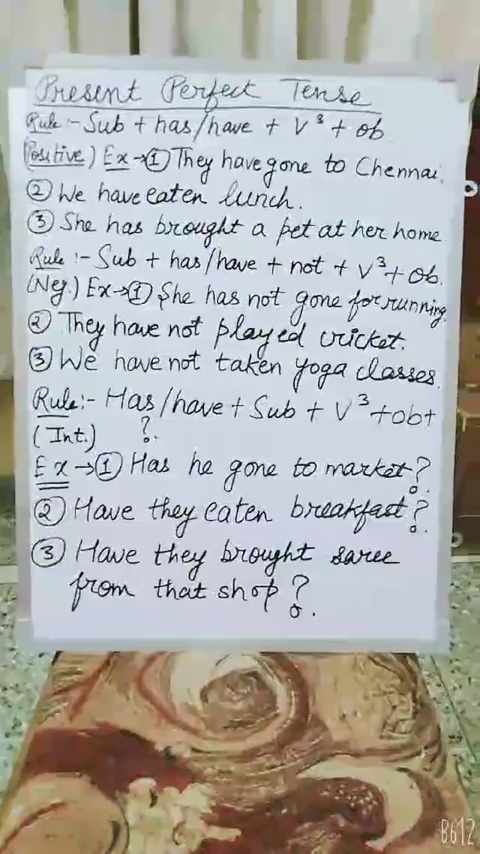 Present Perfect Tense
Rule:- Sub + has/have + V³ + ob.
(Positive) Ex→① They have gone to Chennai.
② We have eaten lunch.
③ She has brought a pet at her home
Rule :- Sub + has/have + not + V³ + Ob.
(Neg.) Ex→① She has not gone for running.
② They have not played cricket.
③ We have not taken yoga classes.
Rule:- Has/have + Sub + V³ + ob +
(Int.) ?.
Ex →① Has he gone to market?
② Have they eaten breakfast?
③ Have they brought saree
from that shop?.
B612